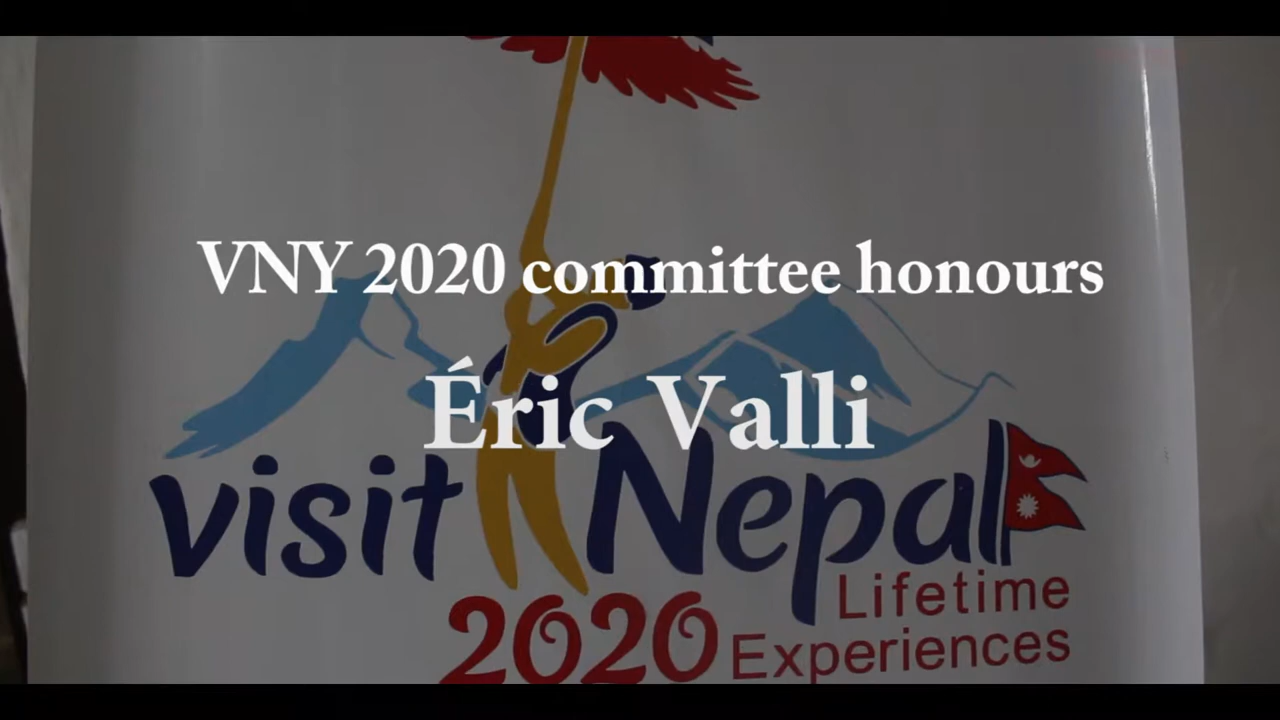 VNY 2020 committee honours
Éric Valli
visit Nepal
2020 Lifetime
Experiences